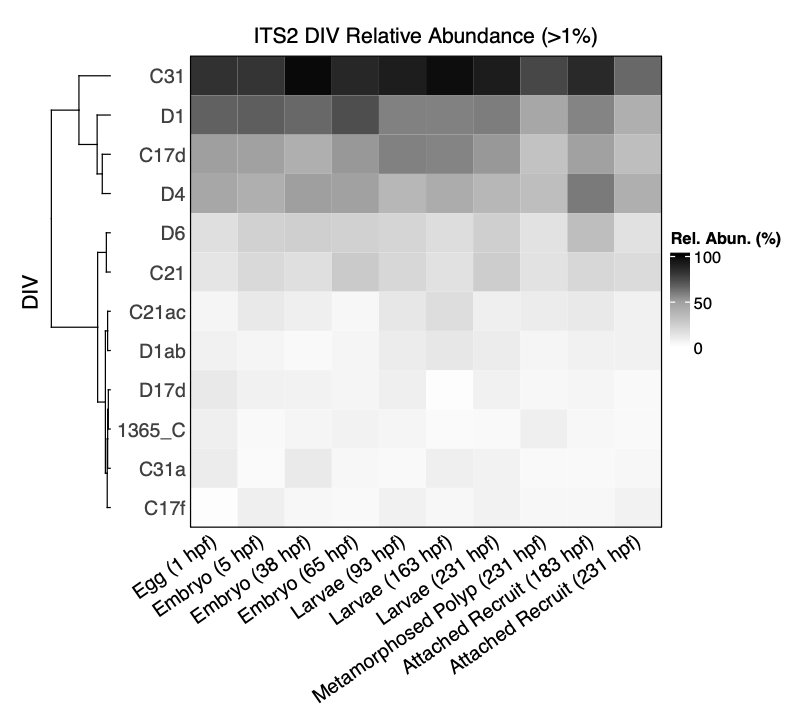 ITS2 DIV Relative Abundance (>1%)
C31
D1
C17d
D4
D6
C21
C21ac
D1ab
D17d
1365_C
C31a
C17f
DIV
Rel. Abun. (%)
100
50
0
Egg (1 hpf)
Embryo (5 hpf)
Embryo (38 hpf)
Embryo (65 hpf)
Larvae (93 hpf)
Larvae (163 hpf)
Larvae (231 hpf)
Metamorphosed Polyp (231 hpf)
Attached Recruit (183 hpf)
Attached Recruit (231 hpf)